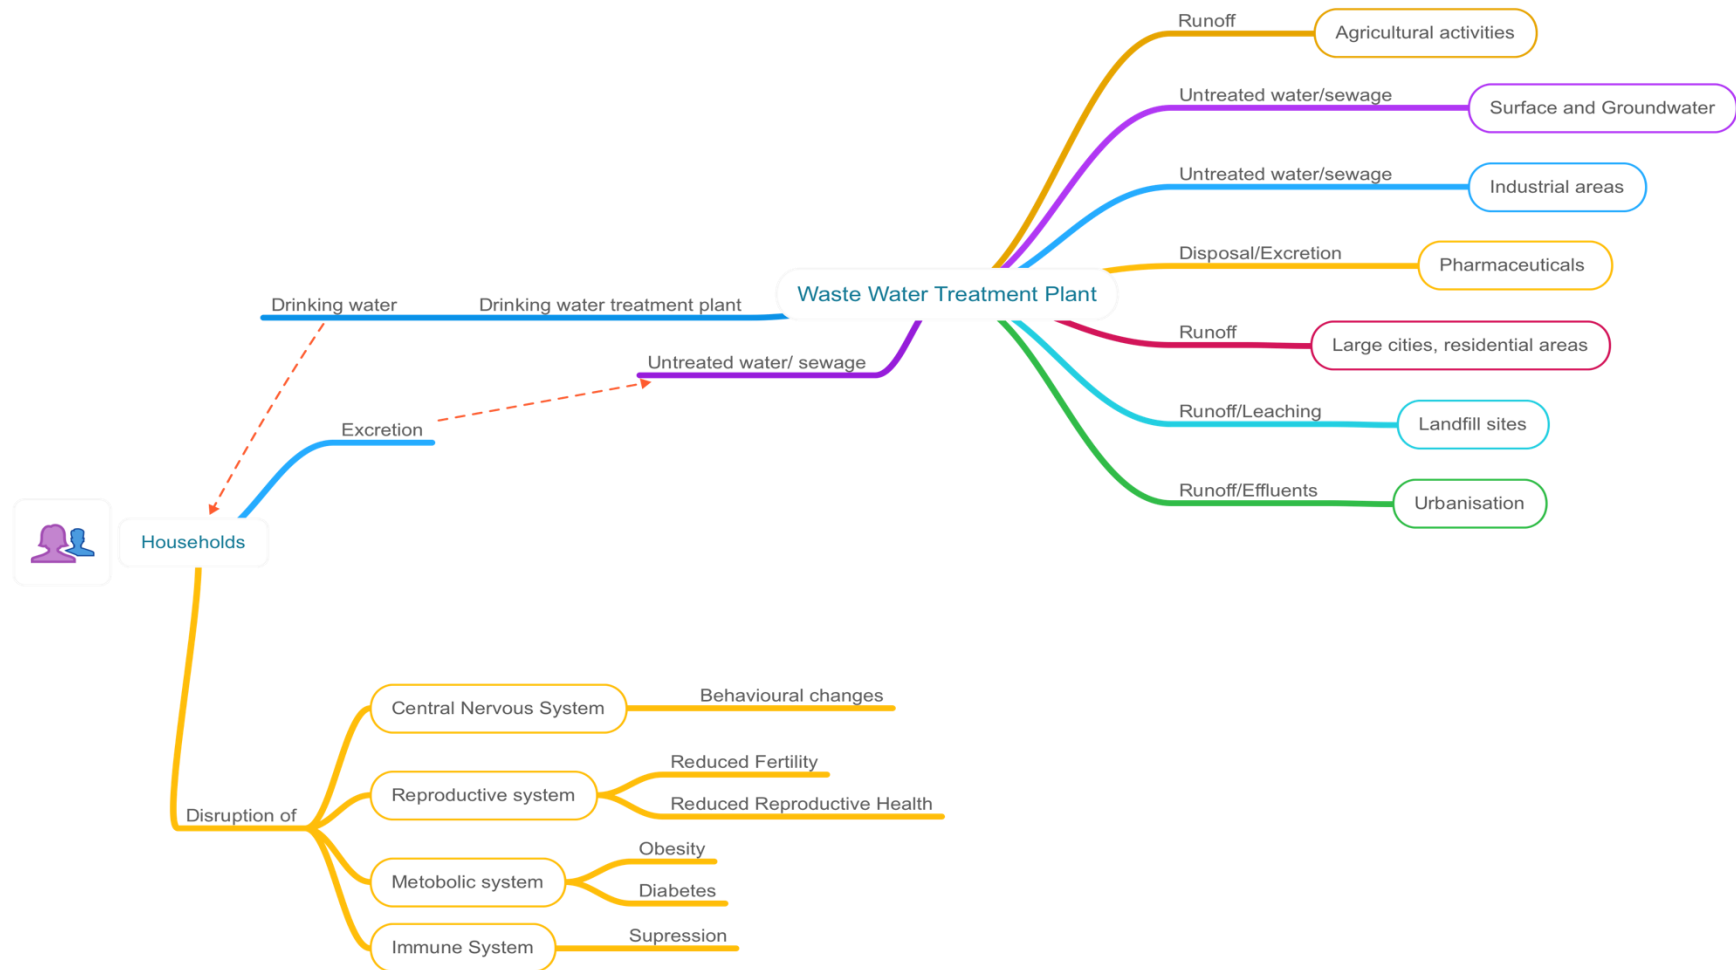 Runoff
Agricultural activities
Untreated water/sewage
Surface and Groundwater
Untreated water/sewage
Industrial areas
Disposal/Excretion
Pharmaceuticals
Waste Water Treatment Plant
Drinking water
Drinking water treatment plant
Runoff
Large cities, residential areas
Untreated water/ sewage
Runoff/Leaching
Landfill sites
Excretion
Runoff/Effluents
Urbanisation
Households
Central Nervous System
Behavioural changes
Reproductive system
Reduced Fertility
Reduced Reproductive Health
Disruption of
Metobolic system
Obesity
Diabetes
Immune System
Supression